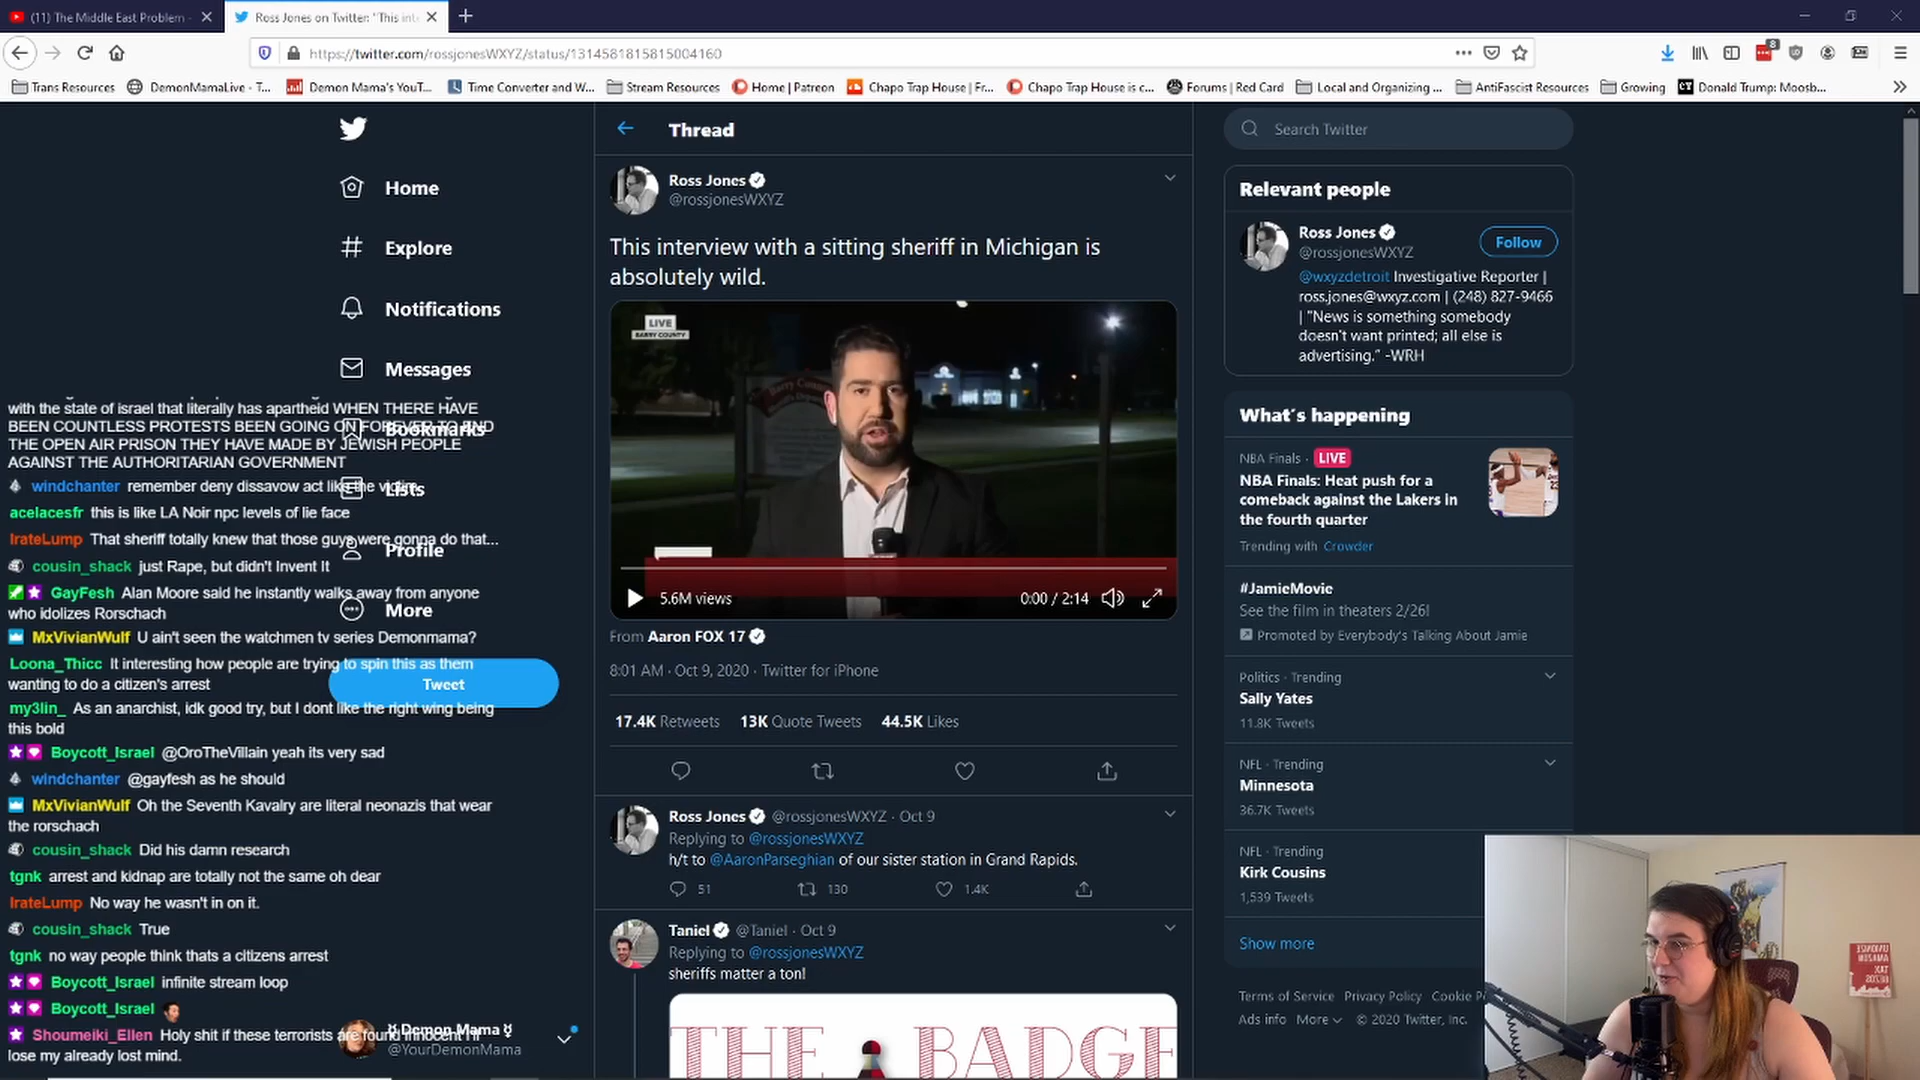 (11) The Middle East Problem -
Ross Jones on Twitter: "This int
https://twitter.com/rossjonesWXYZ/status/1314581815815004160
8
Trans Resources
DemonMamaLive - T...
Demon Mama's YouT...
Time Converter and W...
Stream Resources
Home | Patreon
Chapo Trap House | Fr...
Chapo Trap House is c...
Forums | Red Card
Local and Organizing ...
AntiFascist Resources
Growing
Donald Trump: Moosb...
Home
Explore
Notifications
Messages
Bookmarks
Lists
Profile
More
Tweet
☿ Demon Mama ☿
@YourDemonMama
with the state of israel that literally has apartheid WHEN THERE HAVE
BEEN COUNTLESS PROTESTS BEEN GOING ON FOREVER TO END
THE OPEN AIR PRISON THEY HAVE MADE BY JEWISH PEOPLE
AGAINST THE AUTHORITARIAN GOVERNMENT
windchanter remember deny dissavow act like the victim
acelacesfr this is like LA Noir npc levels of lie face
IrateLump That sheriff totally knew that those guys were gonna do that...
cousin_shack just Rape, but didn't Invent It
GayFesh Alan Moore said he instantly walks away from anyone
who idolizes Rorschach
MxVivianWulf U ain't seen the watchmen tv series Demonmama?
Loona_Thicc It interesting how people are trying to spin this as them
wanting to do a citizen's arrest
my3lin_ As an anarchist, idk good try, but I dont like the right wing being
this bold
Boycott_Israel @OroTheVillain yeah its very sad
windchanter @gayfesh as he should
MxVivianWulf Oh the Seventh Kavalry are literal neonazis that wear
the rorschach
cousin_shack Did his damn research
tgnk arrest and kidnap are totally not the same oh dear
IrateLump No way he wasn't in on it.
cousin_shack True
tgnk no way people think thats a citizens arrest
Boycott_Israel infinite stream loop
Boycott_Israel
Shoumeiki_Ellen Holy shit if these terrorists are found innocent I'll
lose my already lost mind.
Thread
Ross Jones
@rossjonesWXYZ
This interview with a sitting sheriff in Michigan is
absolutely wild.
LIVE
BARRY COUNTY
5.6M views
0:00 / 2:14
From Aaron FOX 17
8:01 AM · Oct 9, 2020 · Twitter for iPhone
17.4K Retweets 13K Quote Tweets 44.5K Likes
Ross Jones @rossjonesWXYZ · Oct 9
Replying to @rossjonesWXYZ
h/t to @AaronParseghian of our sister station in Grand Rapids.
51 130 1.4K
Taniel @Taniel · Oct 9
Replying to @rossjonesWXYZ
sheriffs matter a ton!
THE BADGE
Search Twitter
Relevant people
Ross Jones
@rossjonesWXYZ
Follow
@wxyzdetroit Investigative Reporter |
ross.jones@wxyz.com | (248) 827-9466
| "News is something somebody
doesn't want printed; all else is
advertising." -WRH
What's happening
NBA Finals · LIVE
NBA Finals: Heat push for a
comeback against the Lakers in
the fourth quarter
Trending with Crowder
#JamieMovie
See the film in theaters 2/26!
Promoted by Everybody's Talking About Jamie
Politics · Trending
Sally Yates
11.8K Tweets
NFL · Trending
Minnesota
36.7K Tweets
NFL · Trending
Kirk Cousins
1,539 Tweets
Show more
Terms of Service Privacy Policy Cookie
Ads info More © 2020 Twitter, Inc.